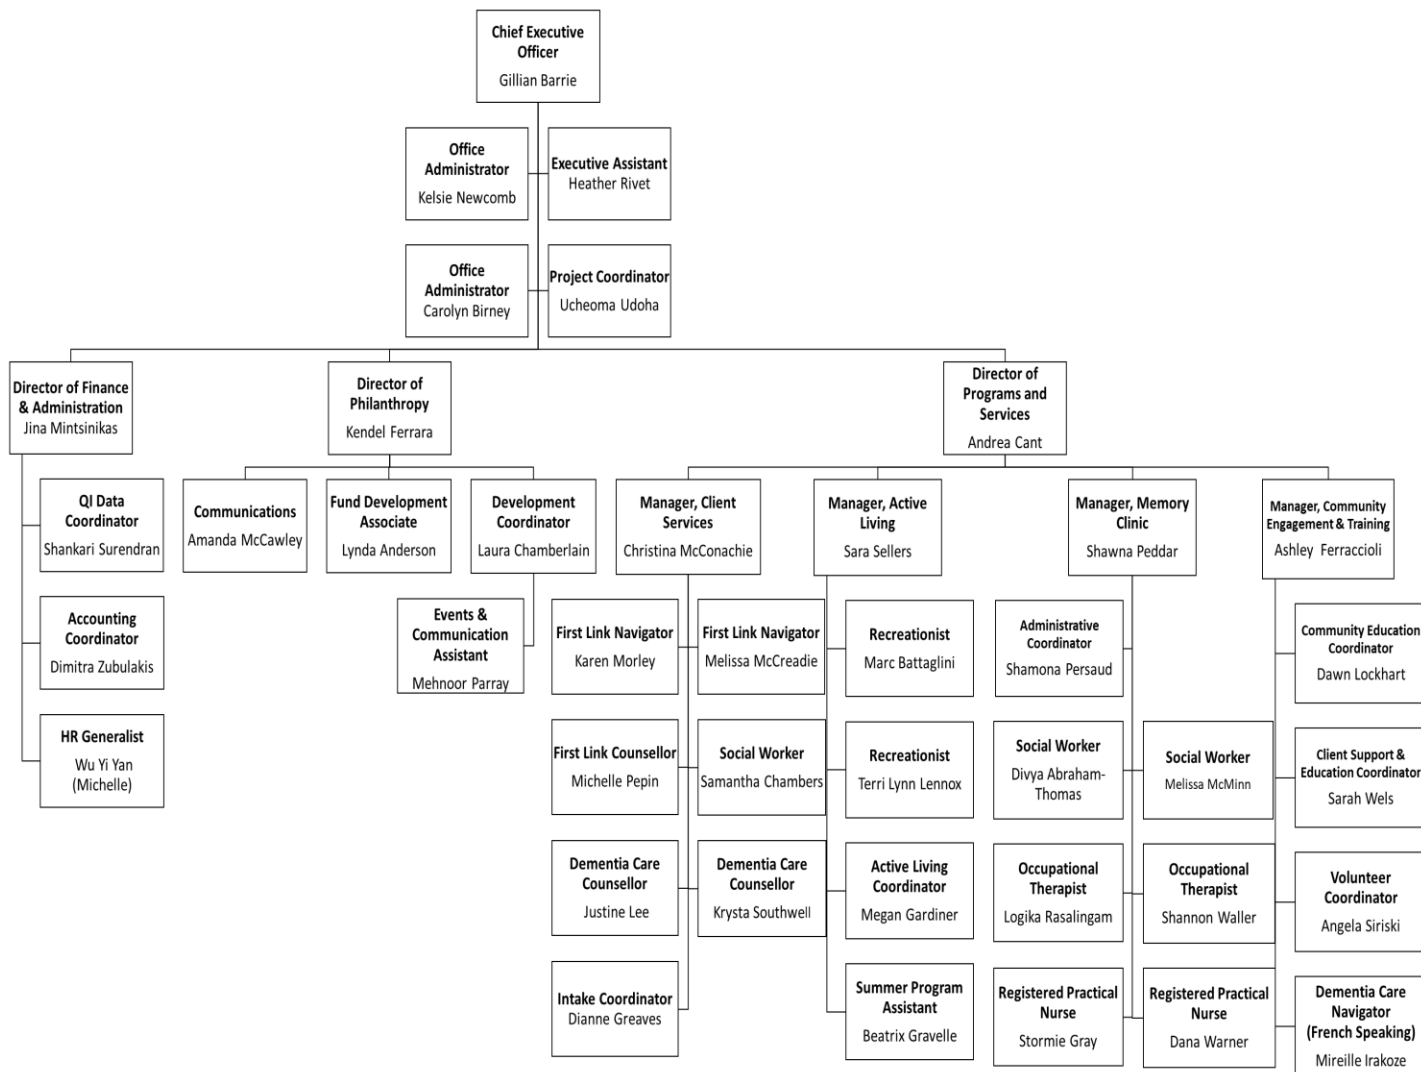 Chief Executive
Officer
Gillian Barrie
Office
Administrator
Kelsie Newcomb
Executive Assistant
Heather Rivet
Office
Administrator
Carolyn Birney
Project Coordinator
Ucheoma Udoha
Director of Finance
& Administration
Jina Mintsinikas
Director of
Philanthropy
Kendel Ferrara
Director of
Programs and
Services
Andrea Cant
QI Data
Coordinator
Shankari Surendran
Communications
Amanda McCawley
Fund Development
Associate
Lynda Anderson
Development
Coordinator
Laura Chamberlain
Manager, Client
Services
Christina McConachie
Manager, Active
Living
Sara Sellers
Manager, Memory
Clinic
Shawna Peddar
Manager, Community
Engagement & Training
Ashley Ferraccioli
Accounting
Coordinator
Dimitra Zubulakis
Events &
Communication
Assistant
Mehnoor Parray
First Link Navigator
Karen Morley
First Link Navigator
Melissa McCreadie
Recreationist
Marc Battaglini
Administrative
Coordinator
Shamona Persaud
Community Education
Coordinator
Dawn Lockhart
HR Generalist
Wu Yi Yan
(Michelle)
First Link Counsellor
Michelle Pepin
Social Worker
Samantha Chambers
Recreationist
Terri Lynn Lennox
Social Worker
Divya Abraham-
Thomas
Social Worker
Melissa McMinn
Client Support &
Education Coordinator
Sarah Wels
Dementia Care
Counsellor
Justine Lee
Dementia Care
Counsellor
Krysta Southwell
Active Living
Coordinator
Megan Gardiner
Occupational
Therapist
Logika Rasalingam
Occupational
Therapist
Shannon Waller
Volunteer
Coordinator
Angela Siriski
Intake Coordinator
Dianne Greaves
Summer Program
Assistant
Beatrix Gravelle
Registered Practical
Nurse
Stormie Gray
Registered Practical
Nurse
Dana Warner
Dementia Care
Navigator
(French Speaking)
Mireille Irakoze